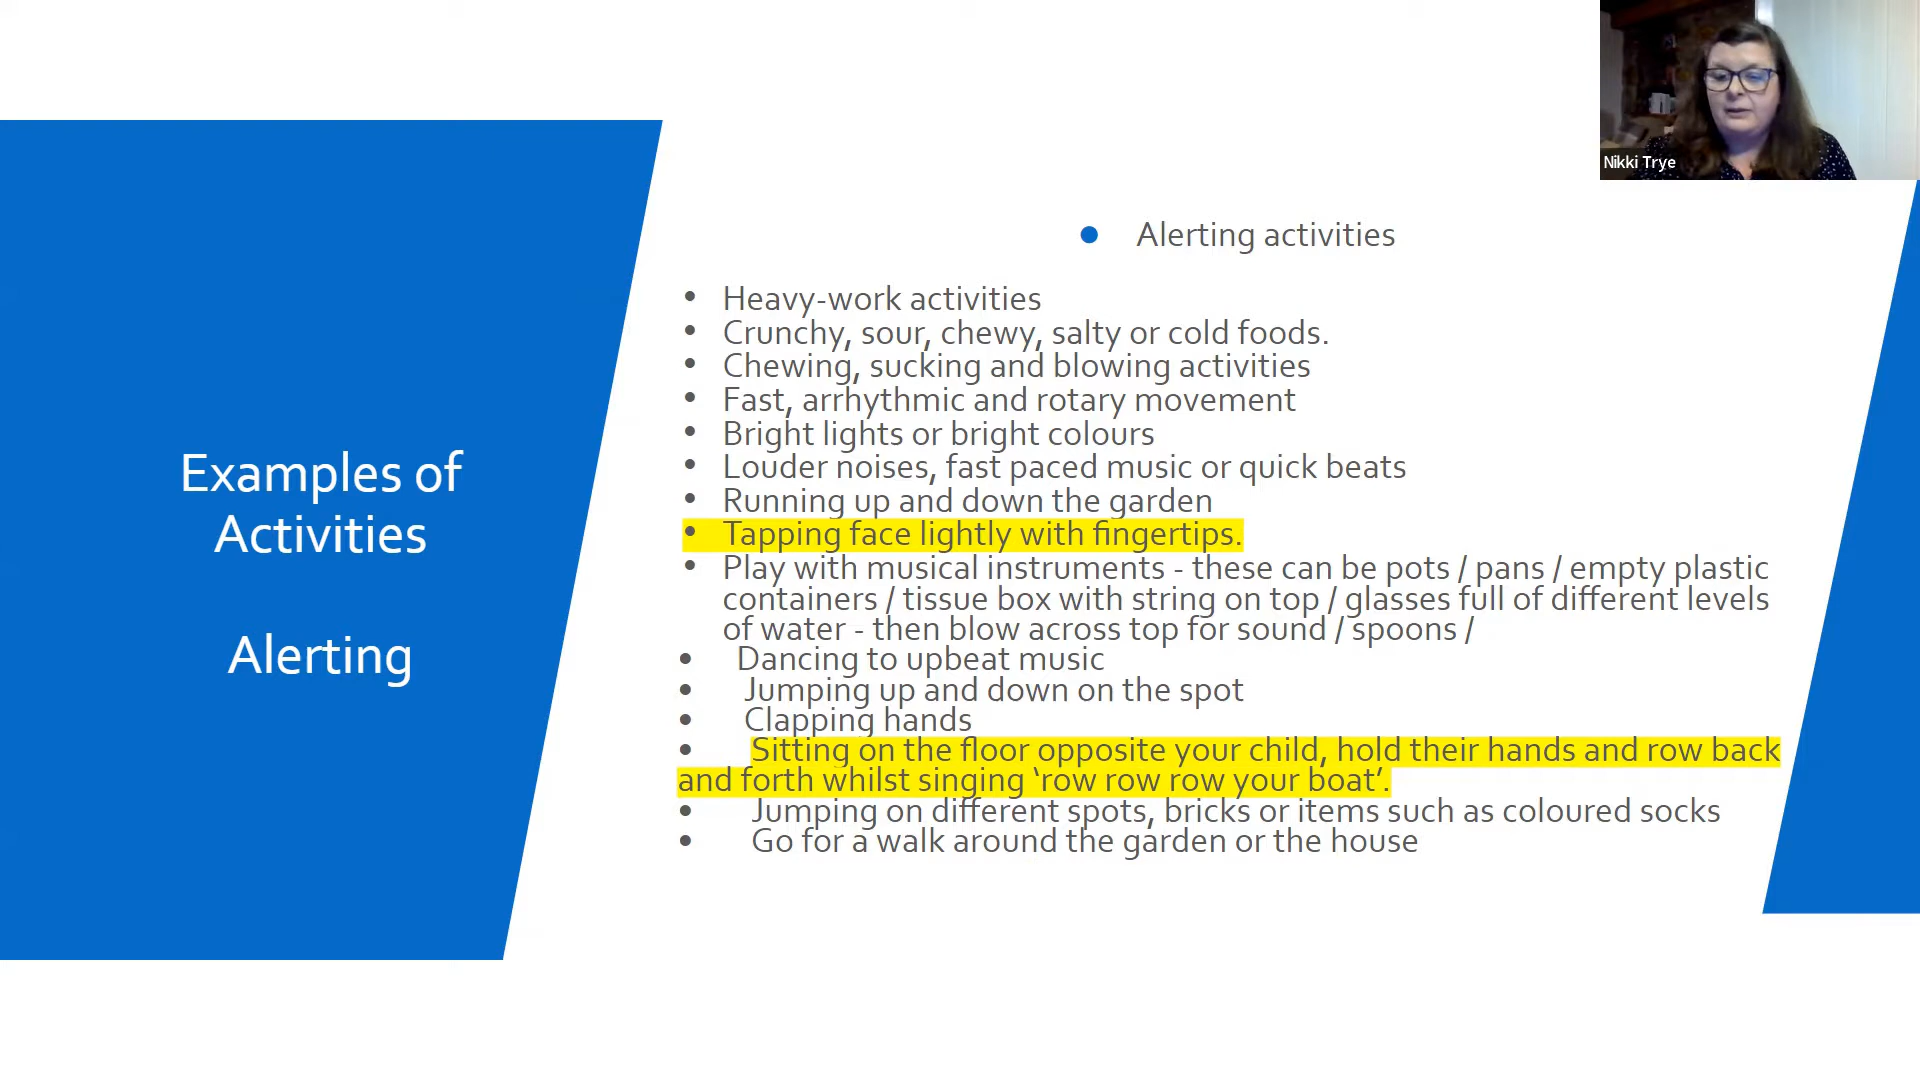 Nikki Trye
Examples of
Activities
Alerting
● Alerting activities
• Heavy-work activities
• Crunchy, sour, chewy, salty or cold foods.
• Chewing, sucking and blowing activities
• Fast, arrhythmic and rotary movement
• Bright lights or bright colours
• Louder noises, fast paced music or quick beats
• Running up and down the garden
• Tapping face lightly with fingertips.
• Play with musical instruments - these can be pots / pans / empty plastic
containers / tissue box with string on top / glasses full of different levels
of water - then blow across top for sound / spoons /
• Dancing to upbeat music
• Jumping up and down on the spot
• Clapping hands
• Sitting on the floor opposite your child, hold their hands and row back
and forth whilst singing ‘row row row your boat’.
• Jumping on different spots, bricks or items such as coloured socks
• Go for a walk around the garden or the house